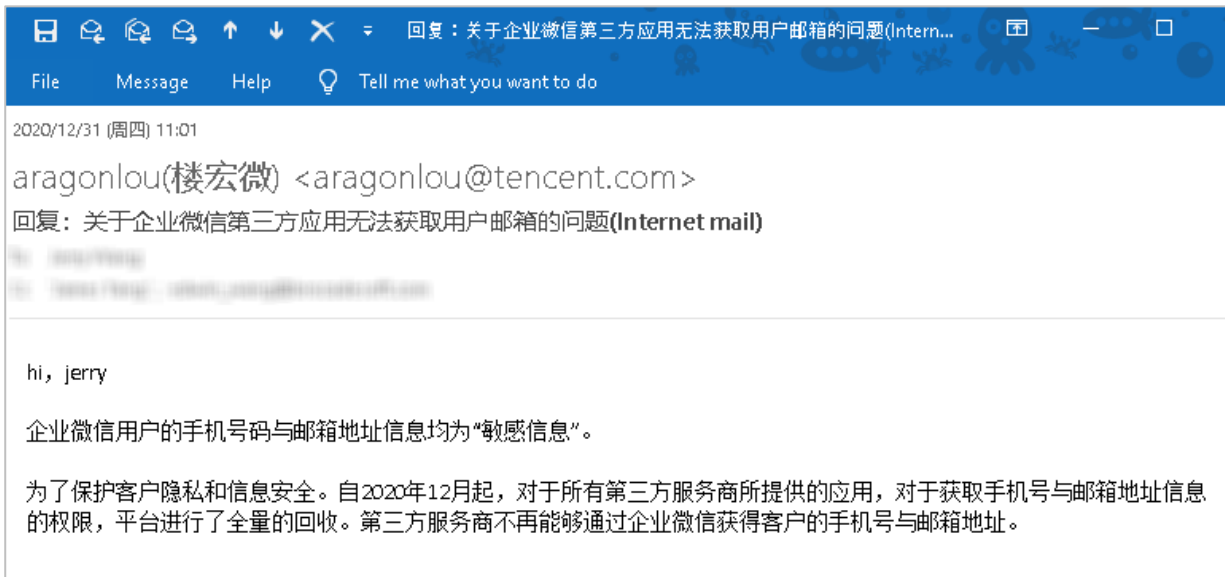 回复：关于企业微信第三方应用无法获取用户邮箱的问题(Intern...
File Message Help Tell me what you want to do
2020/12/31 (周四) 11:01
aragonlou(楼宏微) <aragonlou@tencent.com>
回复：关于企业微信第三方应用无法获取用户邮箱的问题(Internet mail)
hi，jerry
企业微信用户的手机号码与邮箱地址信息均为“敏感信息”。
为了保护客户隐私和信息安全。自2020年12月起，对于所有第三方服务商所提供的应用，对于获取手机号与邮箱地址信息
的权限，平台进行了全量的回收。第三方服务商不再能够通过企业微信获得客户的手机号与邮箱地址。